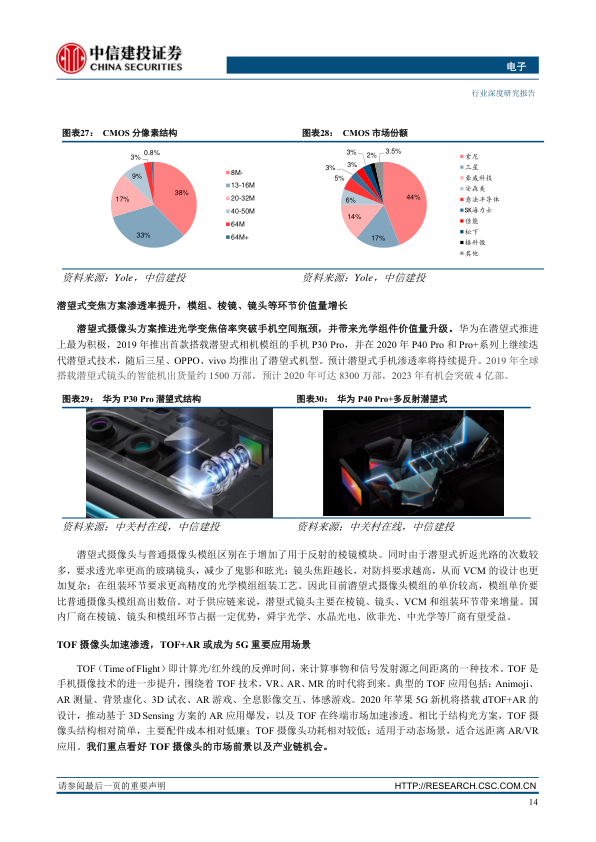 中信建投证券
CHINA SECURITIES
电子
行业深度研究报告
图表27： CMOS 分像素结构
图表28： CMOS 市场份额
38%
33%
17%
9%
3%
0.8%
8M-
13-16M
20-32M
40-50M
64M
64M+
44%
17%
14%
6%
5%
3%
3%
3%
2%
3.5%
索尼
三星
豪威科技
安森美
意法半导体
SK海力士
佳能
松下
格科微
其他
资料来源：Yole，中信建投
资料来源：Yole，中信建投
潜望式变焦方案渗透率提升，模组、棱镜、镜头等环节价值量增长
潜望式摄像头方案推进光学变焦倍率突破手机空间瓶颈，并带来光学组件价值量升级。华为在潜望式推进
上最为积极，2019 年推出首款搭载潜望式相机模组的手机 P30 Pro，并在 2020 年 P40 Pro 和 Pro+系列上继续迭
代潜望式技术，随后三星、OPPO、vivo 均推出了潜望式机型。预计潜望式手机渗透率将持续提升。2019 年全球
搭载潜望式镜头的智能机出货量约 1500 万部，预计 2020 年可达 8300 万部，2023 年有机会突破 4 亿部。
图表29： 华为 P30 Pro 潜望式结构
图表30： 华为 P40 Pro+多反射潜望式
资料来源：中关村在线，中信建投
资料来源：中关村在线，中信建投
潜望式摄像头与普通摄像头模组区别在于增加了用于反射的棱镜模块。同时由于潜望式折返光路的次数较
多，要求透光率更高的玻璃镜头，减少了鬼影和眩光；镜头焦距越长，对防抖要求越高，从而 VCM 的设计也更
加复杂；在组装环节要求更高精度的光学模组组装工艺。因此目前潜望式摄像头模组的单价较高，模组单价要
比普通摄像头模组高出数倍。对于供应链来说，潜望式镜头主要在棱镜、镜头、VCM 和组装环节带来增量。国
内厂商在棱镜、镜头和模组环节占据一定优势，舜宇光学、水晶光电、欧菲光、中光学等厂商有望受益。
TOF 摄像头加速渗透，TOF+AR 或成为 5G 重要应用场景
TOF（Time of Flight）即计算光/红外线的反弹时间，来计算事物和信号发射源之间距离的一种技术。TOF 是
手机摄像技术的进一步提升，围绕着 TOF 技术，VR、AR、MR 的时代将到来。典型的 TOF 应用包括：Animoji、
AR 测量、背景虚化、3D 试衣、AR 游戏、全息影像交互、体感游戏。2020 年苹果 5G 新机将搭载 dTOF+AR 的
设计，推动基于 3D Sensing 方案的 AR 应用爆发，以及 TOF 在终端市场加速渗透。相比于结构光方案，TOF 摄
像头结构相对简单，主要配件成本相对低廉；TOF 摄像头功耗相对较低；适用于动态场景，适合远距离 AR/VR
应用。我们重点看好 TOF 摄像头的市场前景以及产业链机会。
请参阅最后一页的重要声明
HTTP://RESEARCH.CSC.COM.CN
14